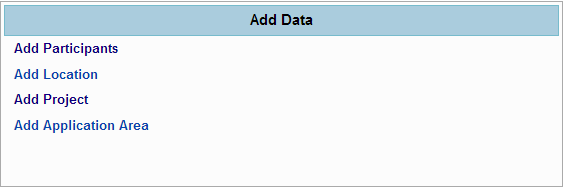 Add Data
Add Participants
Add Location
Add Project
Add Application Area